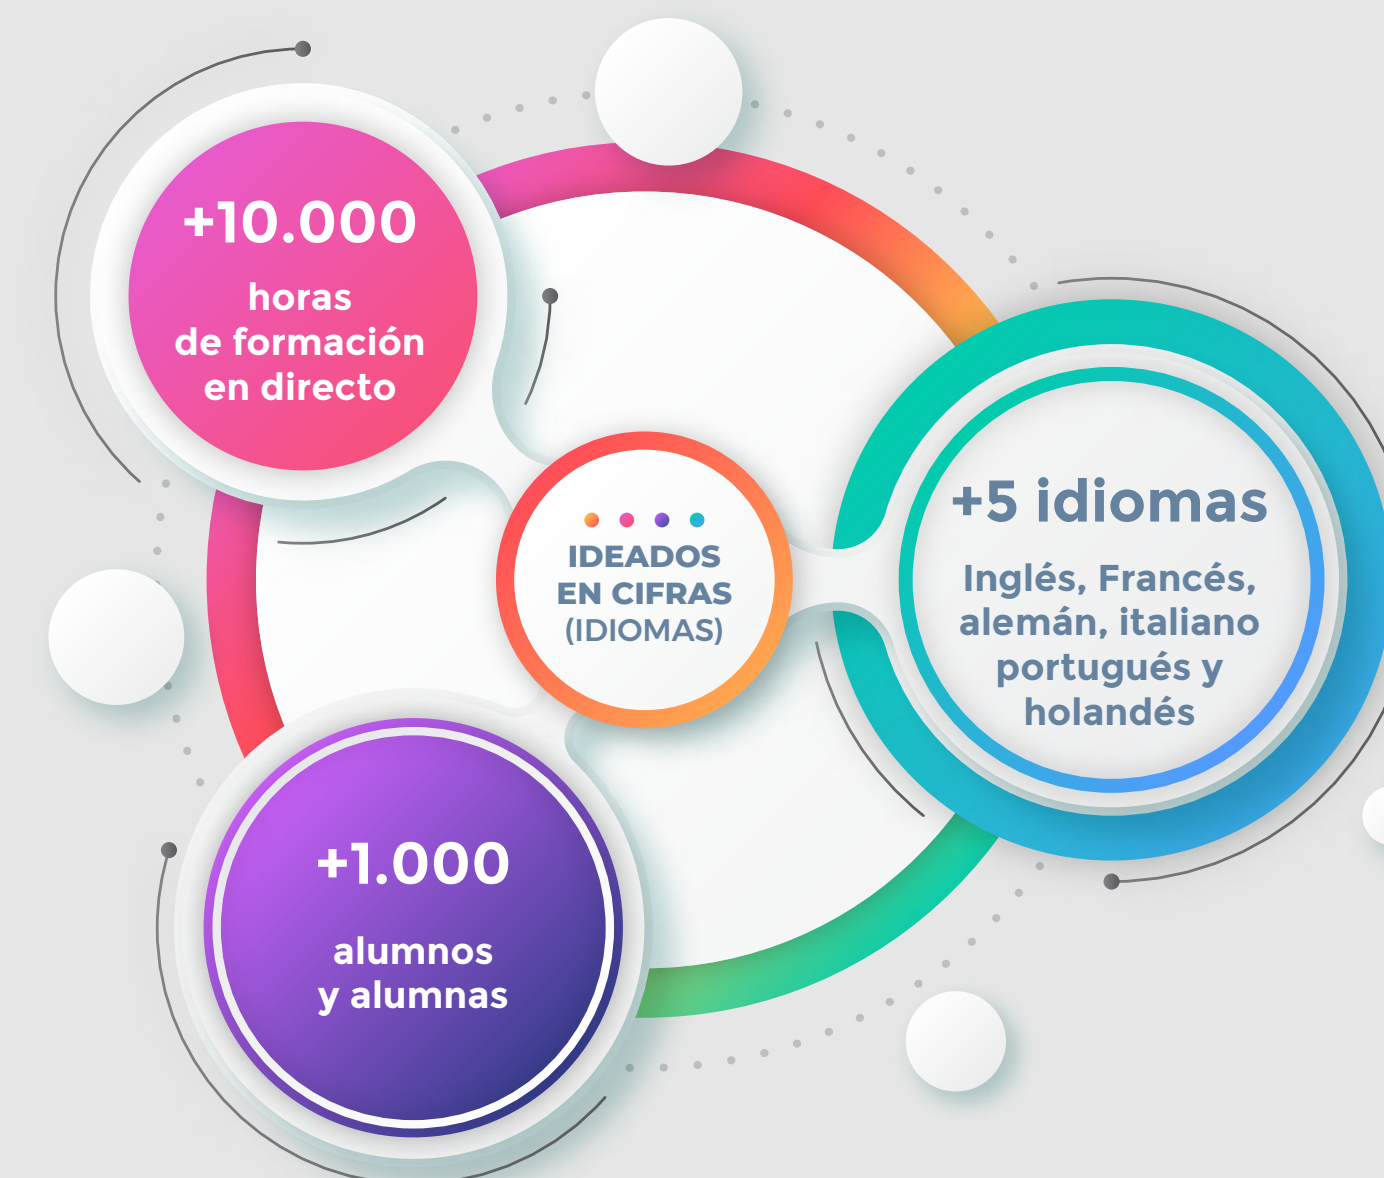 +10.000
horas
de formación
en directo
IDEADOS
EN CIFRAS
(IDIOMAS)
+5 idiomas
Inglés, Francés,
alemán, italiano
portugués y
holandés
+1.000
alumnos
y alumnas